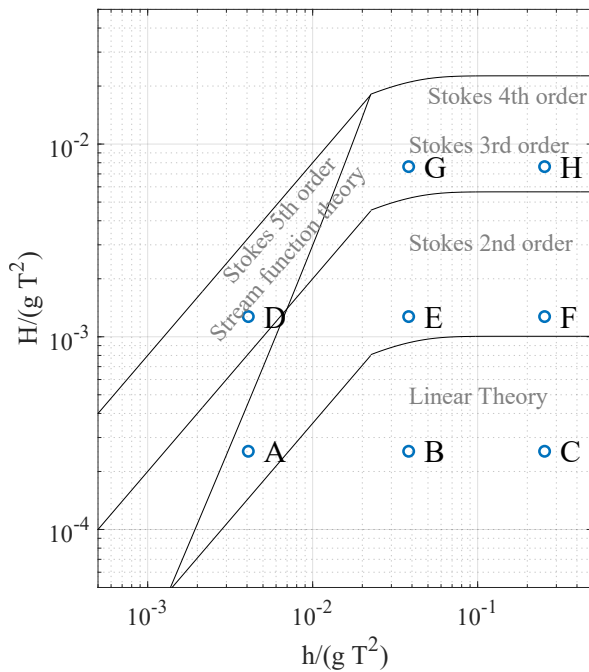 Stokes 4th order
10^-2
Stokes 3rd order
G
H
Stokes 5th order
Stream function theory
Stokes 2nd order
H/(g T^2)
D
E
F
10^-3
Linear Theory
A
B
C
10^-4
10^-3
10^-2
10^-1
h/(g T^2)